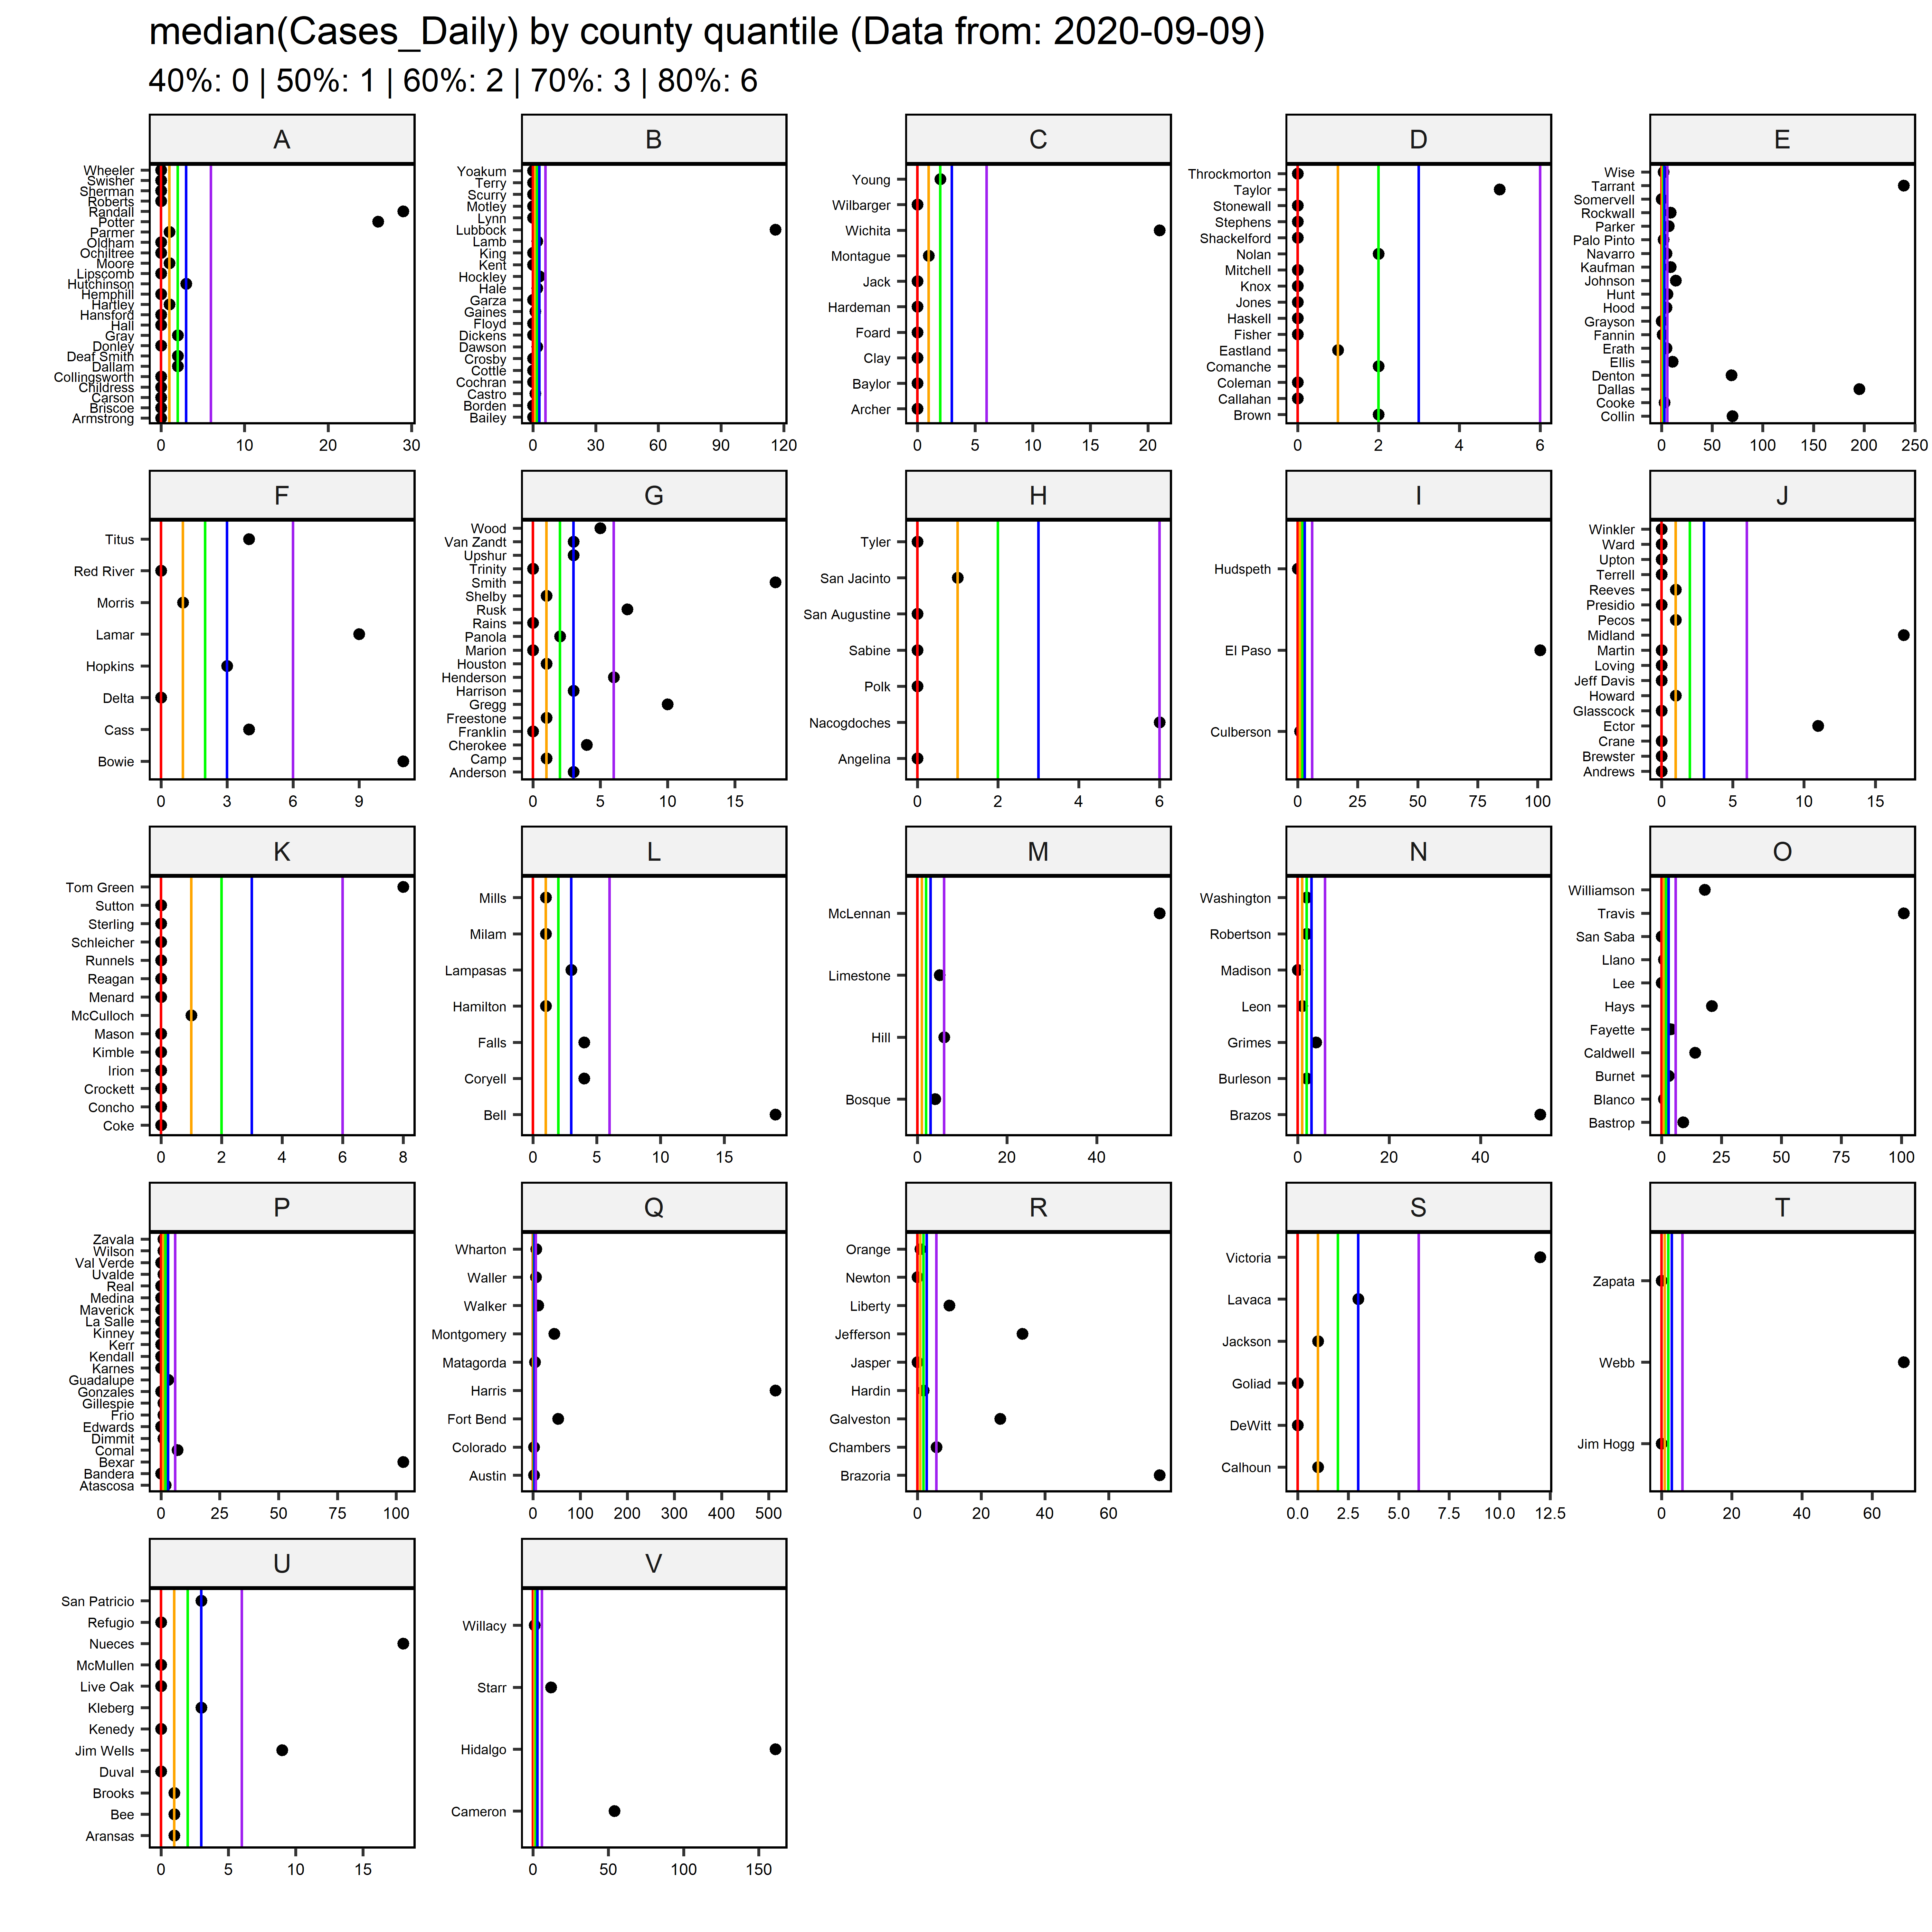 median(Cases_Daily) by county quantile (Data from: 2020-09-09)
40%: 0 | 50%: 1 | 60%: 2 | 70%: 3 | 80%: 6
A
Wheeler
Swisher
Sherman
Roberts
Randall
Potter
Parmer
Oldham
Ochiltree
Moore
Lipscomb
Hutchinson
Hemphill
Hartley
Hansford
Hall
Gray
Donley
Deaf Smith
Dallam
Collingsworth
Childress
Carson
Briscoe
Armstrong
0 10 20 30
B
Yoakum
Terry
Scurry
Motley
Lynn
Lubbock
Lamb
King
Kent
Hockley
Hale
Garza
Gaines
Floyd
Dickens
Dawson
Crosby
Cottle
Cochran
Castro
Borden
Bailey
0 30 60 90 120
C
Young
Wilbarger
Wichita
Montague
Jack
Hardeman
Foard
Clay
Baylor
Archer
0 5 10 15 20
D
Throckmorton
Taylor
Stonewall
Stephens
Shackelford
Nolan
Mitchell
Knox
Jones
Haskell
Fisher
Eastland
Comanche
Coleman
Callahan
Brown
0 2 4 6
E
Wise
Tarrant
Somervell
Rockwall
Parker
Palo Pinto
Navarro
Kaufman
Johnson
Hunt
Hood
Grayson
Fannin
Erath
Ellis
Denton
Dallas
Cooke
Collin
0 50 100 150 200 250
F
Titus
Red River
Morris
Lamar
Hopkins
Delta
Cass
Bowie
0 3 6 9
G
Wood
Van Zandt
Upshur
Trinity
Smith
Shelby
Rusk
Rains
Panola
Marion
Houston
Henderson
Harrison
Gregg
Freestone
Franklin
Cherokee
Camp
Anderson
0 5 10 15
H
Tyler
San Jacinto
San Augustine
Sabine
Polk
Nacogdoches
Angelina
0 2 4 6
I
Hudspeth
El Paso
Culberson
0 25 50 75 100
J
Winkler
Ward
Upton
Terrell
Reeves
Presidio
Pecos
Midland
Martin
Loving
Jeff Davis
Howard
Glasscock
Ector
Crane
Brewster
Andrews
0 5 10 15
K
Tom Green
Sutton
Sterling
Schleicher
Runnels
Reagan
Menard
McCulloch
Mason
Kimble
Irion
Crockett
Concho
Coke
0 2 4 6 8
L
Mills
Milam
Lampasas
Hamilton
Falls
Coryell
Bell
0 5 10 15
M
McLennan
Limestone
Hill
Bosque
0 20 40
N
Washington
Robertson
Madison
Leon
Grimes
Burleson
Brazos
0 20 40
O
Williamson
Travis
San Saba
Llano
Lee
Hays
Fayette
Caldwell
Burnet
Blanco
Bastrop
0 25 50 75 100
P
Zavala
Wilson
Val Verde
Uvalde
Real
Medina
Maverick
La Salle
Kinney
Kerr
Kendall
Karnes
Guadalupe
Gonzales
Gillespie
Frio
Edwards
Dimmit
Comal
Bexar
Bandera
Atascosa
0 25 50 75 100
Q
Wharton
Waller
Walker
Montgomery
Matagorda
Harris
Fort Bend
Colorado
Austin
0 100 200 300 400 500
R
Orange
Newton
Liberty
Jefferson
Jasper
Hardin
Galveston
Chambers
Brazoria
0 20 40 60
S
Victoria
Lavaca
Jackson
Goliad
DeWitt
Calhoun
0.0 2.5 5.0 7.5 10.0 12.5
T
Zapata
Webb
Jim Hogg
0 20 40 60
U
San Patricio
Refugio
Nueces
McMullen
Live Oak
Kleberg
Kenedy
Jim Wells
Duval
Brooks
Bee
Aransas
0 5 10 15
V
Willacy
Starr
Hidalgo
Cameron
0 50 100 150